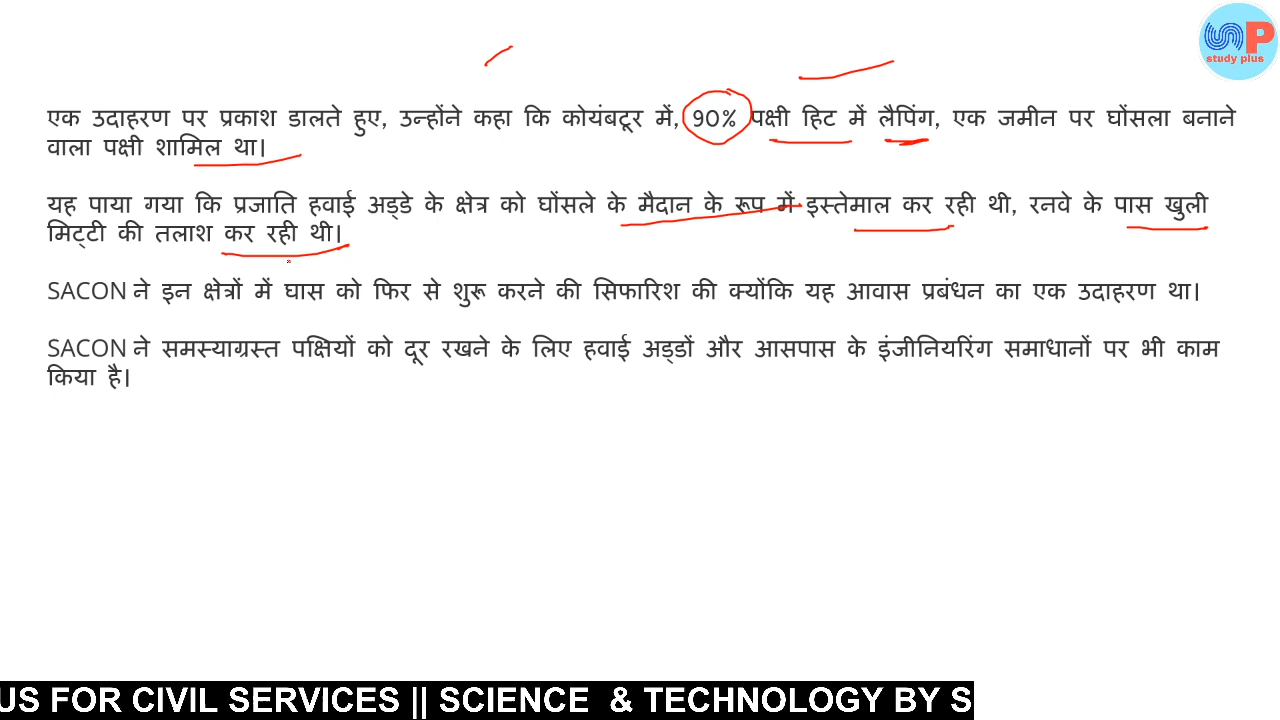 SP
study plus
एक उदाहरण पर प्रकाश डालते हुए, उन्होंने कहा कि कोयंबटूर में, 90% पक्षी हिट में लैपिंग, एक जमीन पर घोंसला बनाने
वाला पक्षी शामिल था।
यह पाया गया कि प्रजाति हवाई अड्डे के क्षेत्र को घोंसले के मैदान के रूप में इस्तेमाल कर रही थी, रनवे के पास खुली
मिट्टी की तलाश कर रही थी।
SACON ने इन क्षेत्रों में घास को फिर से शुरू करने की सिफारिश की क्योंकि यह आवास प्रबंधन का एक उदाहरण था।
SACON ने समस्याग्रस्त पक्षियों को दूर रखने के लिए हवाई अड्डों और आसपास के इंजीनियरिंग समाधानों पर भी काम
किया है।
US FOR CIVIL SERVICES || SCIENCE & TECHNOLOGY BY S